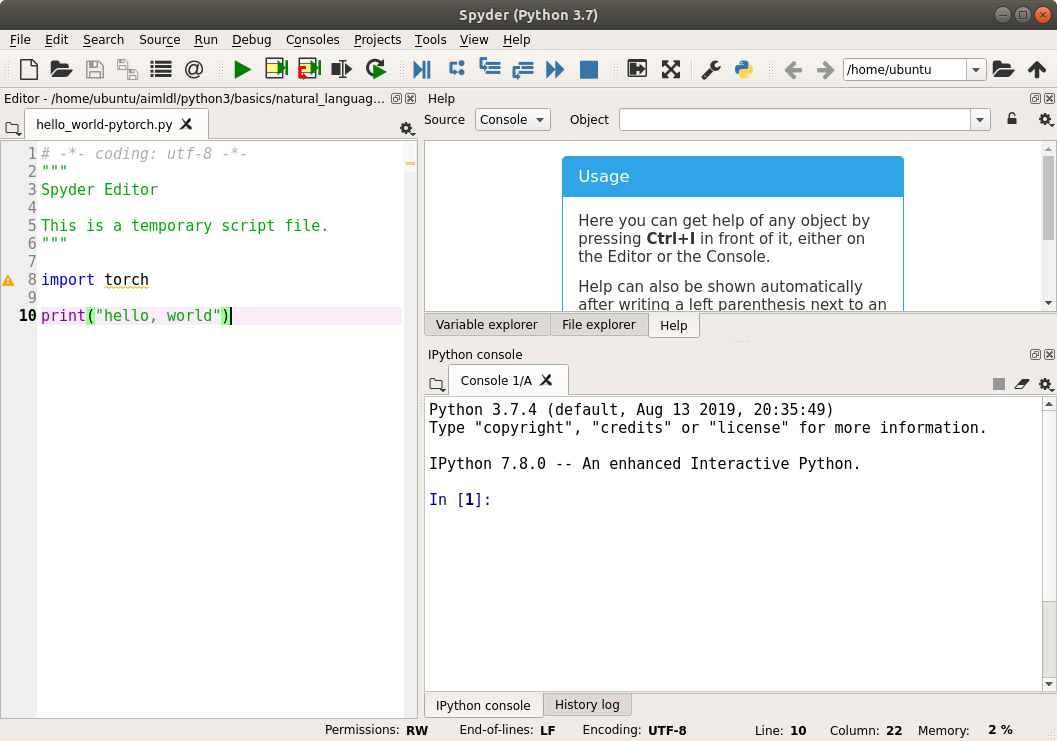 Spyder (Python 3.7)
File Edit Search Source Run Debug Consoles Projects Tools View Help
/home/ubuntu
Editor - /home/ubuntu/aimldl/python3/basics/natural_languag...
hello_world-pytorch.py
1 # -*- coding: utf-8 -*-
2 """
3 Spyder Editor
4
5 This is a temporary script file.
6 """
7
8 import torch
9
10 print("hello, world")
Help
Source Console Object
Usage
Here you can get help of any object by
pressing Ctrl+I in front of it, either on
the Editor or the Console.
Help can also be shown automatically
after writing a left parenthesis next to an
Variable explorer File explorer Help
IPython console
Console 1/A
Python 3.7.4 (default, Aug 13 2019, 20:35:49)
Type "copyright", "credits" or "license" for more information.
IPython 7.8.0 -- An enhanced Interactive Python.
In [1]:
IPython console History log
Permissions: RW End-of-lines: LF Encoding: UTF-8 Line: 10 Column: 22 Memory: 2 %